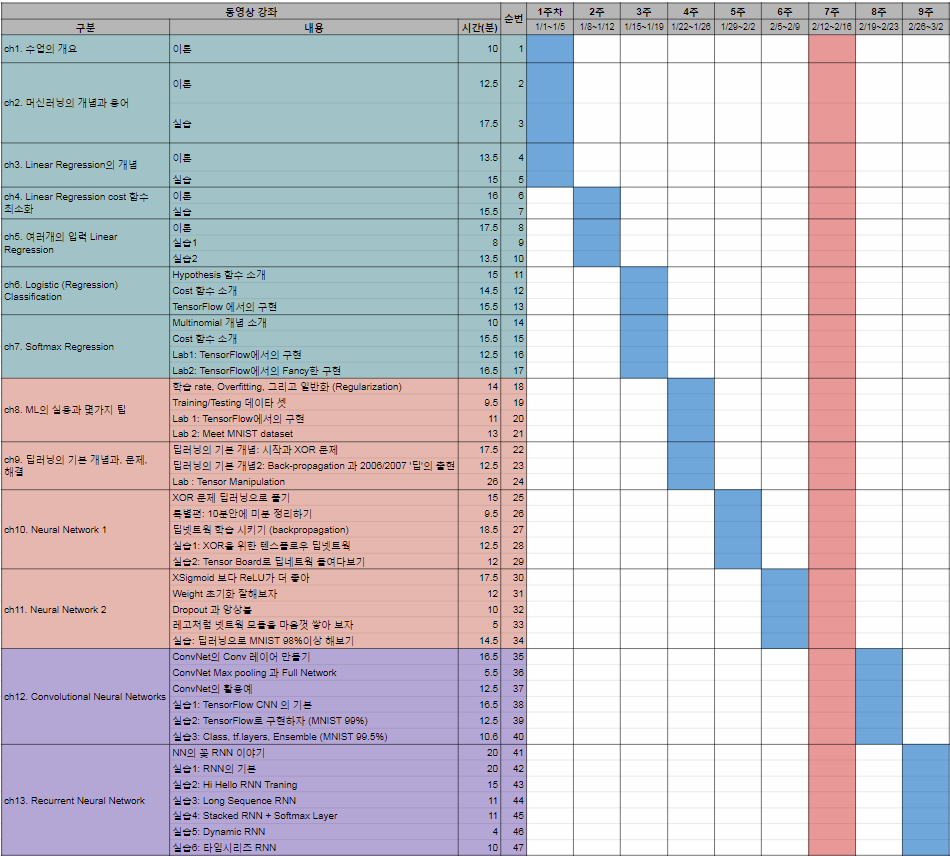 동영상 강좌 순번 1주차 2주 3주 4주 5주 6주 7주 8주 9주
구분 내용 시간(분) 1/1~1/5 1/8~1/12 1/15~1/19 1/22~1/26 1/29~2/2 2/5~2/9 2/12~2/16 2/19~2/23 2/26~3/2
ch1. 수업의 개요 이론 10 1
ch2. 머신러닝의 개념과 용어
이론 12.5 2
실습 17.5 3
ch3. Linear Regression의 개념
이론 13.5 4
실습 15 5
ch4. Linear Regression cost 함수
최소화
이론 16 6
실습 15.5 7
ch5. 여러개의 입력 Linear
Regression
이론 17.5 8
실습1 8 9
실습2 13.5 10
ch6. Logistic (Regression)
Classification
Hypothesis 함수 소개 15 11
Cost 함수 소개 14.5 12
TensorFlow 에서의 구현 15.5 13
ch7. Softmax Regression
Multinomial 개념 소개 10 14
Cost 함수 소개 15.5 15
Lab1: TensorFlow에서의 구현 12.5 16
Lab2: TensorFlow에서의 Fancy한 구현 16.5 17
ch8. ML의 실용과 몇가지 팁
학습 rate, Overfitting, 그리고 일반화 (Regularization) 14 18
Training/Testing 데이타 셋 9.5 19
Lab 1: TensorFlow에서의 구현 11 20
Lab 2: Meet MNIST dataset 13 21
ch9. 딥러닝의 기본 개념과, 문제,
해결
딥러닝의 기본 개념: 시작과 XOR 문제 17.5 22
딥러닝의 기본 개념2: Back-propagation 과 2006/2007 '딥'의 출현 12.5 23
Lab : Tensor Manipulation 26 24
ch10. Neural Network 1
XOR 문제 딥러닝으로 풀기 15 25
특별편: 10분안에 미분 정리하기 9.5 26
딥넷트웍 학습 시키기 (backpropagation) 18.5 27
실습1: XOR을 위한 텐스플로우 딥넷트웍 12.5 28
실습2: Tensor Board로 딥네트웍 들여다보기 12 29
ch11. Neural Network 2
XSigmoid 보다 ReLU가 더 좋아 17.5 30
Weight 초기화 잘해보자 12 31
Dropout 과 앙상블 10 32
레고처럼 넷트웍 모듈을 마음껏 쌓아 보자 5 33
실습: 딥러닝으로 MNIST 98%이상 해보기 14.5 34
ch12. Convolutional Neural Networks
ConvNet의 Conv 레이어 만들기 16.5 35
ConvNet Max pooling 과 Full Network 5.5 36
ConvNet의 활용예 12.5 37
실습1: TensorFlow CNN 의 기본 16.5 38
실습2: TensorFlow로 구현하자 (MNIST 99%) 12.5 39
실습3: Class, tf.layers, Ensemble (MNIST 99.5%) 10.6 40
ch13. Recurrent Neural Network
NN의 꽃 RNN 이야기 20 41
실습1: RNN의 기본 20 42
실습2: Hi Hello RNN Traning 15 43
실습3: Long Sequence RNN 11 44
실습4: Stacked RNN + Softmax Layer 11 45
실습5: Dynamic RNN 4 46
실습6: 타임시리즈 RNN 10 47